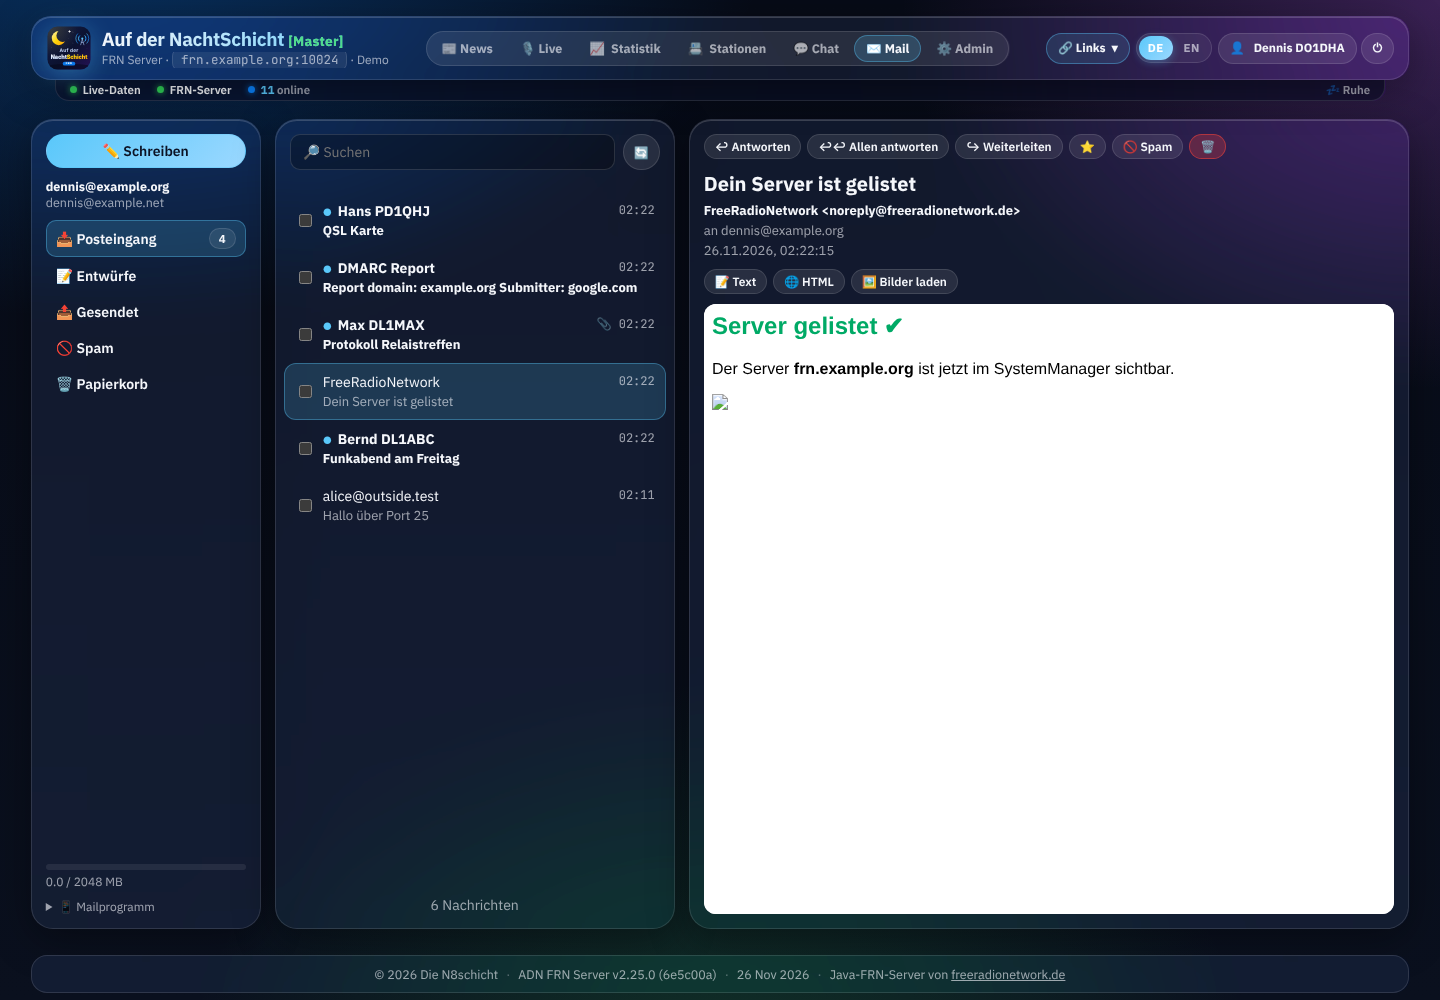 Auf der NachtSchicht [Master]
FRN Server · frn.example.org:10024 · Demo
News
Live
Statistik
Stationen
Chat
Mail
Admin
Links ▾
DE
EN
Dennis DO1DHA
Auf der
NachtSchicht
Live-Daten
FRN-Server
11 online
Ruhe
Schreiben
dennis@example.org
dennis@example.net
Posteingang
4
Entwürfe
Gesendet
Spam
Papierkorb
0.0 / 2048 MB
Mailprogramm
Suchen
Hans PD1QHJ
02:22
QSL Karte
DMARC Report
02:22
Report domain: example.org Submitter: google.com
Max DL1MAX
02:22
Protokoll Relaistreffen
FreeRadioNetwork
02:22
Dein Server ist gelistet
Bernd DL1ABC
02:22
Funkabend am Freitag
alice@outside.test
02:11
Hallo über Port 25
6 Nachrichten
Antworten
Allen antworten
Weiterleiten
Spam
Dein Server ist gelistet
FreeRadioNetwork <noreply@freeradionetwork.de>
an dennis@example.org
26.11.2026, 02:22:15
Text
HTML
Bilder laden
Server gelistet ✔
Der Server frn.example.org ist jetzt im SystemManager sichtbar.
© 2026 Die N8schicht · ADN FRN Server v2.25.0 (6e5c00a) · 26 Nov 2026 · Java-FRN-Server von freeradionetwork.de